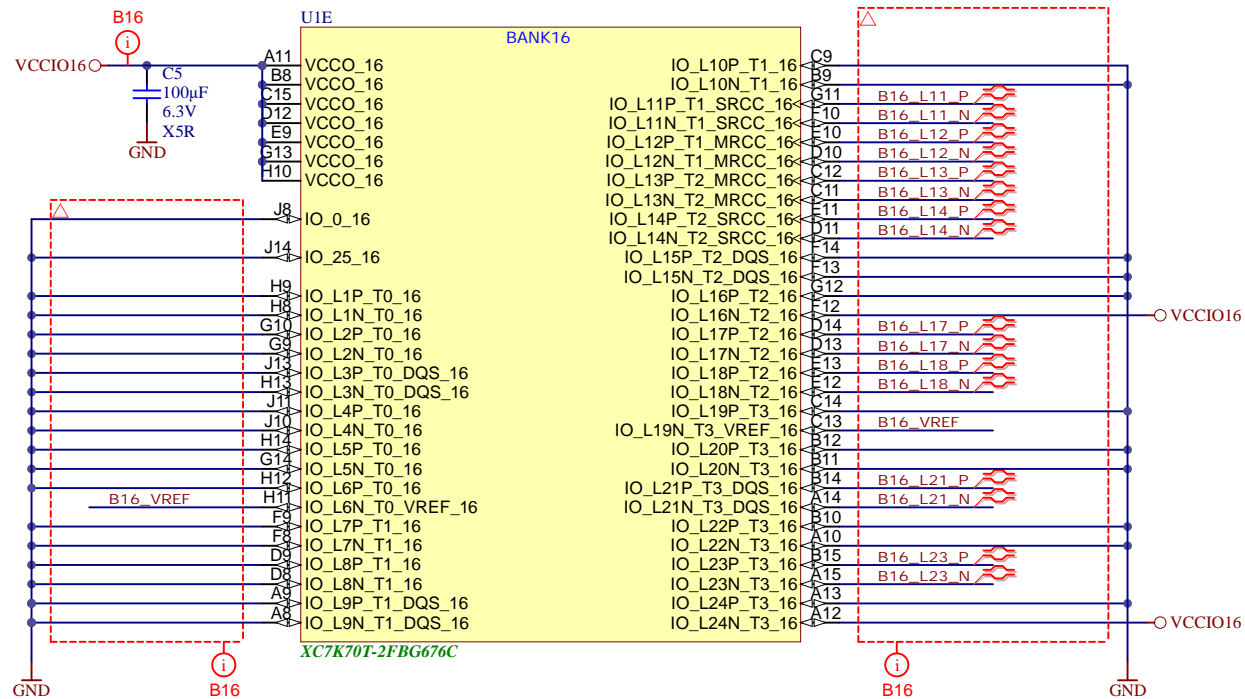 B16
i
U1E
BANK16
VCCIO16
C5
100µF
6.3V
X5R
GND
A11 VCCO_16
B8 VCCO_16
C15 VCCO_16
D12 VCCO_16
E9 VCCO_16
G13 VCCO_16
H10 VCCO_16
J8 IO_0_16
J14 IO_25_16
H9 IO_L1P_T0_16
H8 IO_L1N_T0_16
G10 IO_L2P_T0_16
G9 IO_L2N_T0_16
J13 IO_L3P_T0_DQS_16
H13 IO_L3N_T0_DQS_16
J11 IO_L4P_T0_16
J10 IO_L4N_T0_16
H14 IO_L5P_T0_16
G14 IO_L5N_T0_16
H12 IO_L6P_T0_16
B16_VREF H11 IO_L6N_T0_VREF_16
F9 IO_L7P_T1_16
F8 IO_L7N_T1_16
D9 IO_L8P_T1_16
D8 IO_L8N_T1_16
A9 IO_L9P_T1_DQS_16
A8 IO_L9N_T1_DQS_16
IO_L10P_T1_16 C9
IO_L10N_T1_16 B9
IO_L11P_T1_SRCC_16 G11 B16_L11_P
IO_L11N_T1_SRCC_16 F10 B16_L11_N
IO_L12P_T1_MRCC_16 E10 B16_L12_P
IO_L12N_T1_MRCC_16 D10 B16_L12_N
IO_L13P_T2_MRCC_16 C12 B16_L13_P
IO_L13N_T2_MRCC_16 C11 B16_L13_N
IO_L14P_T2_SRCC_16 E11 B16_L14_P
IO_L14N_T2_SRCC_16 D11 B16_L14_N
IO_L15P_T2_DQS_16 F14
IO_L15N_T2_DQS_16 F13
IO_L16P_T2_16 G12
IO_L16N_T2_16 F12 VCCIO16
IO_L17P_T2_16 D14 B16_L17_P
IO_L17N_T2_16 D13 B16_L17_N
IO_L18P_T2_16 E13 B16_L18_P
IO_L18N_T2_16 E12 B16_L18_N
IO_L19P_T3_16 C14
IO_L19N_T3_VREF_16 C13 B16_VREF
IO_L20P_T3_16 B12
IO_L20N_T3_16 B11
IO_L21P_T3_DQS_16 B14 B16_L21_P
IO_L21N_T3_DQS_16 A14 B16_L21_N
IO_L22P_T3_16 B10
IO_L22N_T3_16 A10
IO_L23P_T3_16 B15 B16_L23_P
IO_L23N_T3_16 A15 B16_L23_N
IO_L24P_T3_16 A13
IO_L24N_T3_16 A12 VCCIO16
XC7K70T-2FBG676C
GND
i
B16
i
B16
GND